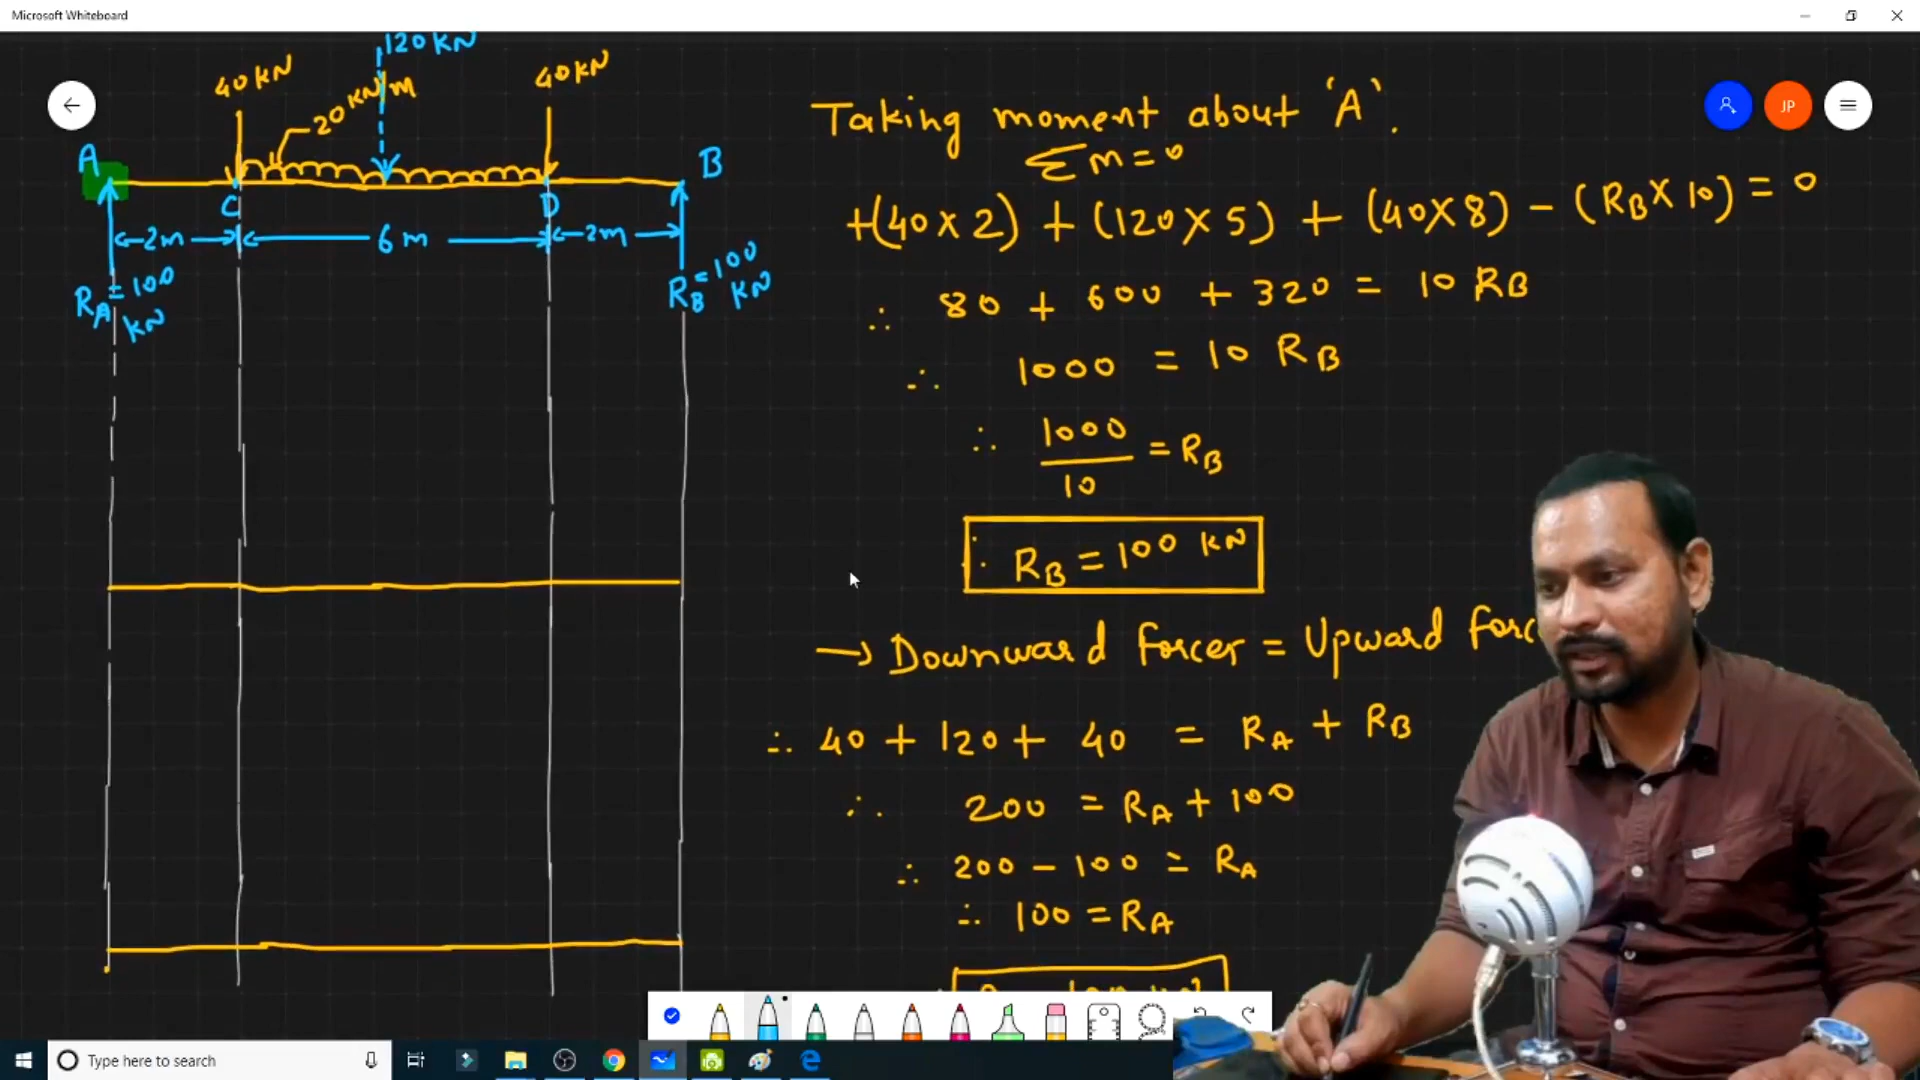 Microsoft Whiteboard
120 KN
40 KN
20 KN/m
40 KN
A
B
C
D
2m
6 m
2m
RA = 100 KN
RB = 100 KN
Taking moment about 'A'.
Σm = 0
+(40 X 2) + (120 X 5) + (40 X 8) - (RB X 10) = 0
∴ 80 + 600 + 320 = 10 RB
∴ 1000 = 10 RB
∴ 1000/10 = RB
∴ RB = 100 KN
→ Downward forces = Upward forc
∴ 40 + 120 + 40 = RA + RB
∴ 200 = RA + 100
∴ 200 - 100 = RA
∴ 100 = RA
JP
Type here to search